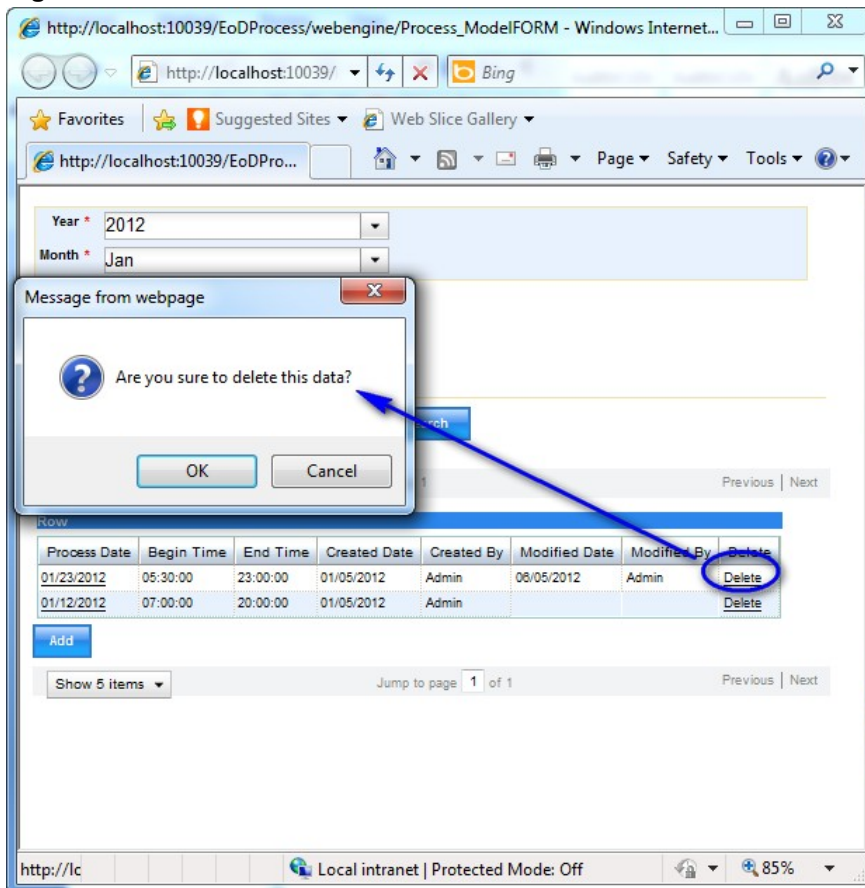 http://localhost:10039/EoDProcess/webengine/Process_ModelFORM - Windows Internet...
http://localhost:10039/ Bing
Favorites Suggested Sites Web Slice Gallery
http://localhost:10039/EoDPro... Page Safety Tools
Year * 2012
Month * Jan
Message from webpage
Are you sure to delete this data?
OK Cancel
1 Previous | Next
Row
Process Date Begin Time End Time Created Date Created By Modified Date Modified By Delete
01/23/2012 05:30:00 23:00:00 01/05/2012 Admin 06/05/2012 Admin Delete
01/12/2012 07:00:00 20:00:00 01/05/2012 Admin Delete
Add
Show 5 items Jump to page 1 of 1 Previous | Next
http://lc Local intranet | Protected Mode: Off 85%